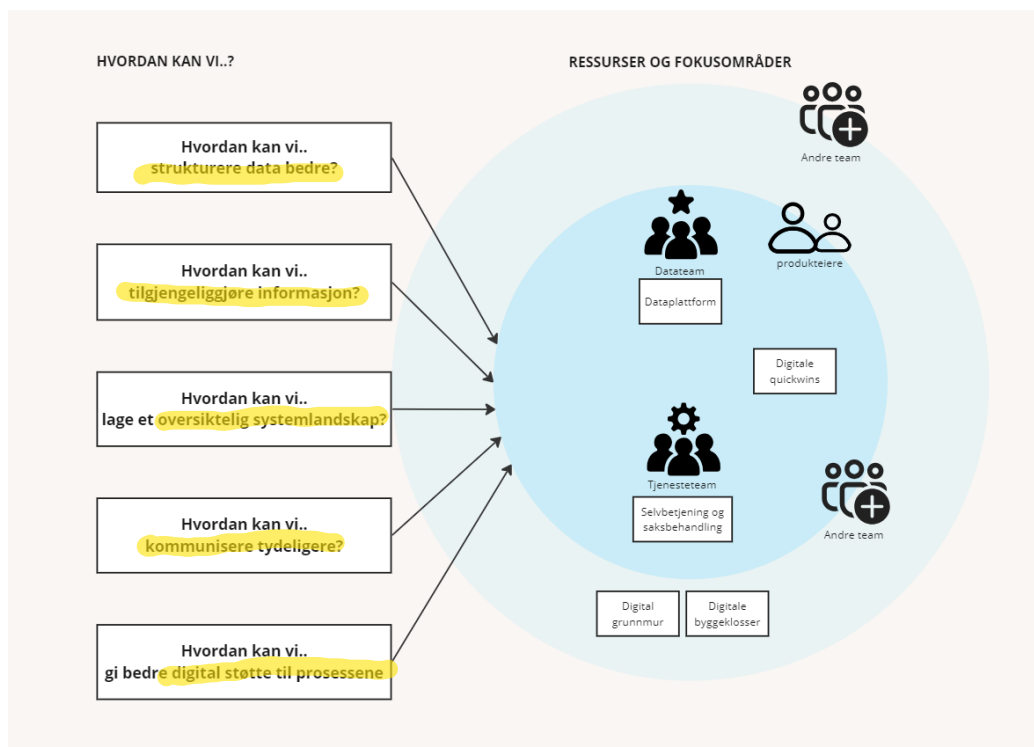 HVORDAN KAN VI..?
RESSURSER OG FOKUSOMRÅDER
Hvordan kan vi..
strukturere data bedre?
Hvordan kan vi..
tilgjengeliggjøre informasjon?
Hvordan kan vi..
lage et oversiktelig systemlandskap?
Hvordan kan vi..
kommunisere tydeligere?
Hvordan kan vi..
gi bedre digital støtte til prosessene
Andre team
produkteiere
Datateam
Dataplattform
Digitale
quickwins
Tjenesteteam
Selvbetjening og
saksbehandling
Andre team
Digital
grunnmur
Digitale
byggeklosser